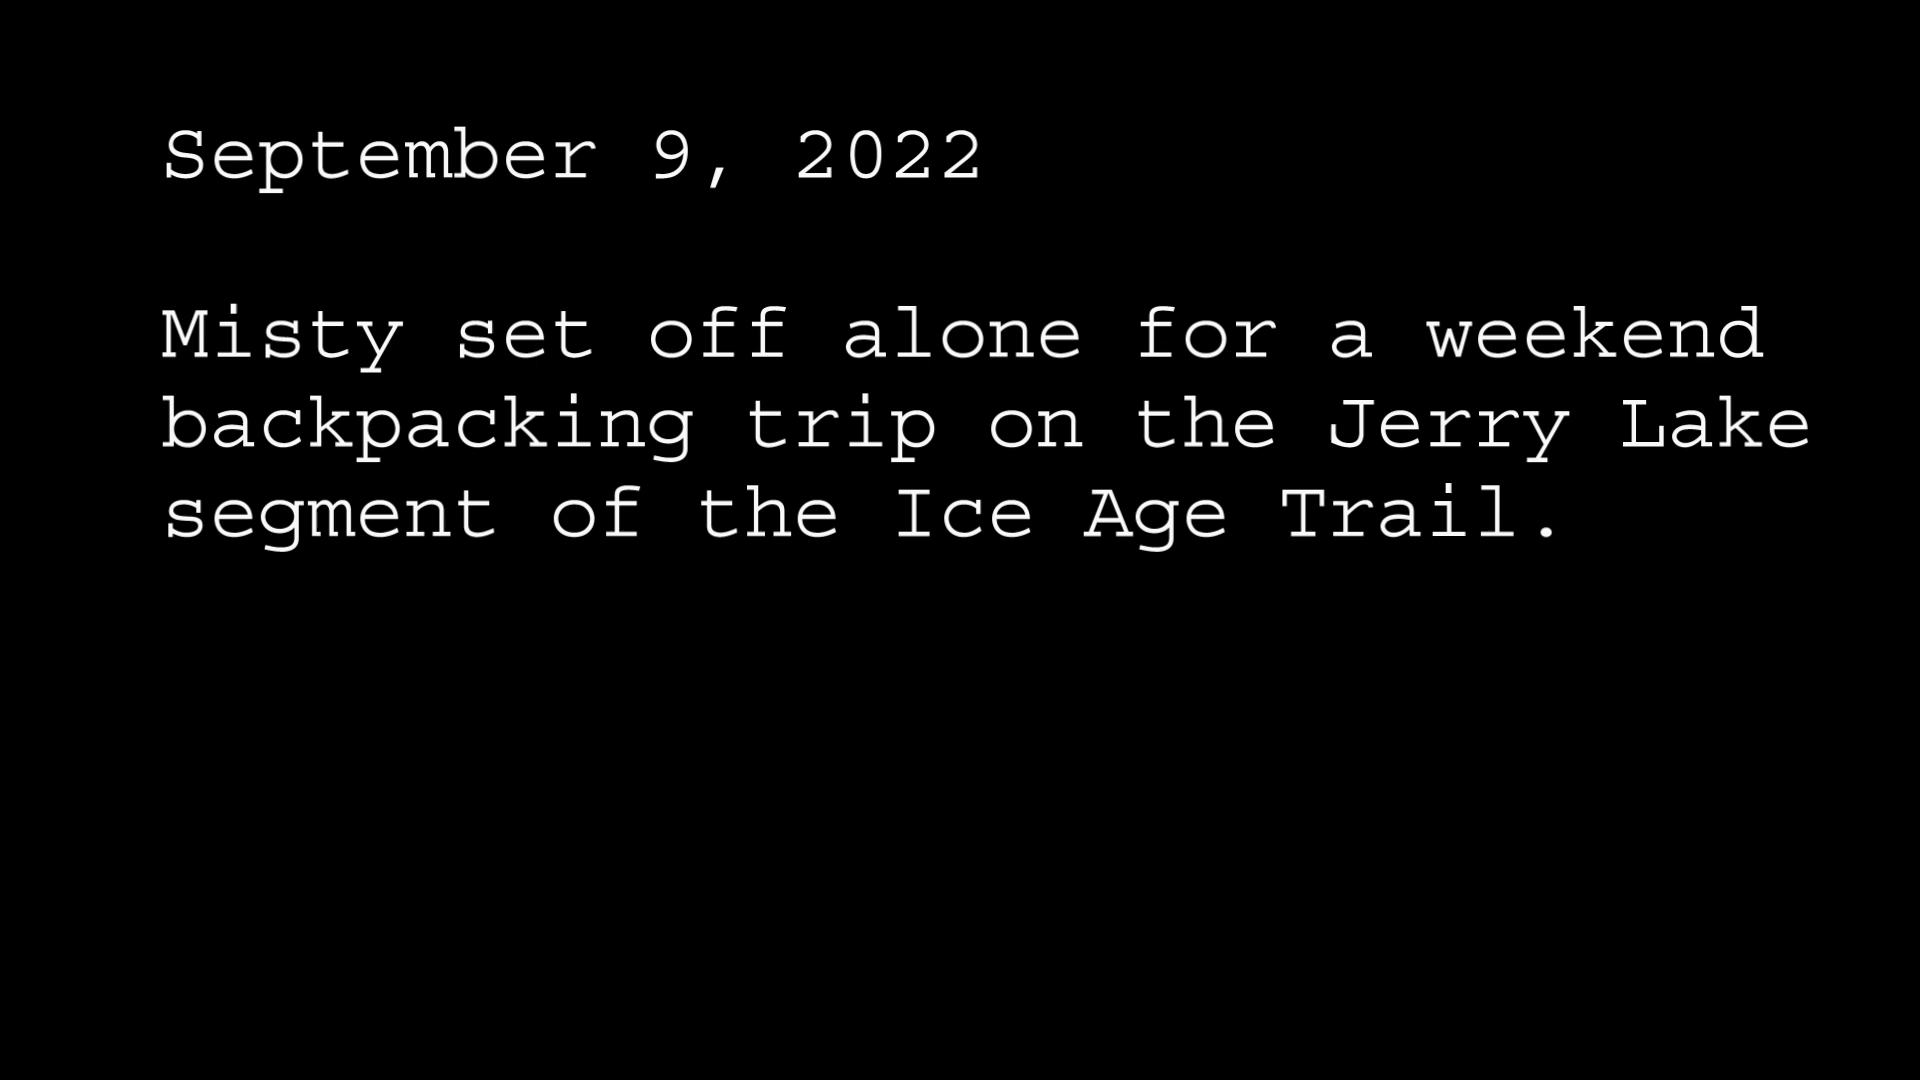 September 9, 2022
Misty set off alone for a weekend
backpacking trip on the Jerry Lake
segment of the Ice Age Trail.